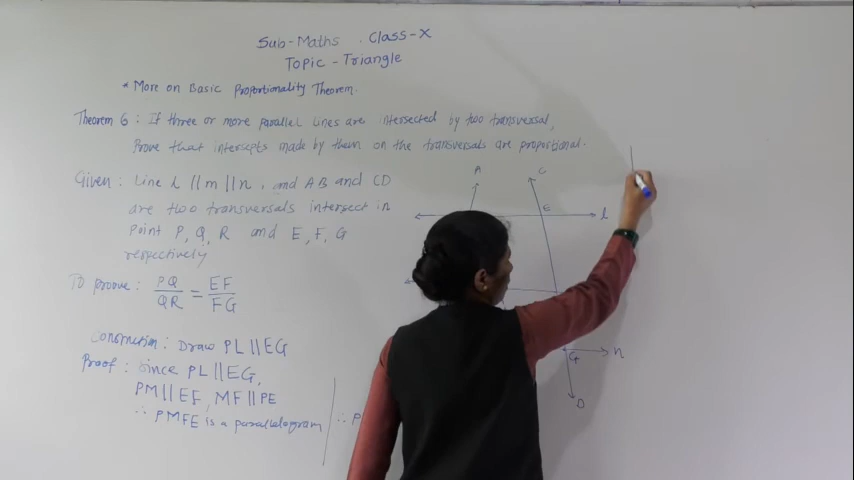 Sub-Maths . Class-X
Topic - Triangle
* More on Basic Proportionality Theorem.
Theorem 6 : If three or more parallel Lines are intersected by two transversal,
Prove that intercepts made by them on the transversals are proportional.
Given : Line l || m || n , and AB and CD
are two transversals intersect in
Point P, Q, R and E, F, G
respectively
To proove : PQ/QR = EF/FG
Construction : Draw PL || EG
Proof : Since PL || EG,
PM || EF, MF || PE
∴ PMFE is a parallelogram
∴ P
A
C
E
l
G
n
D